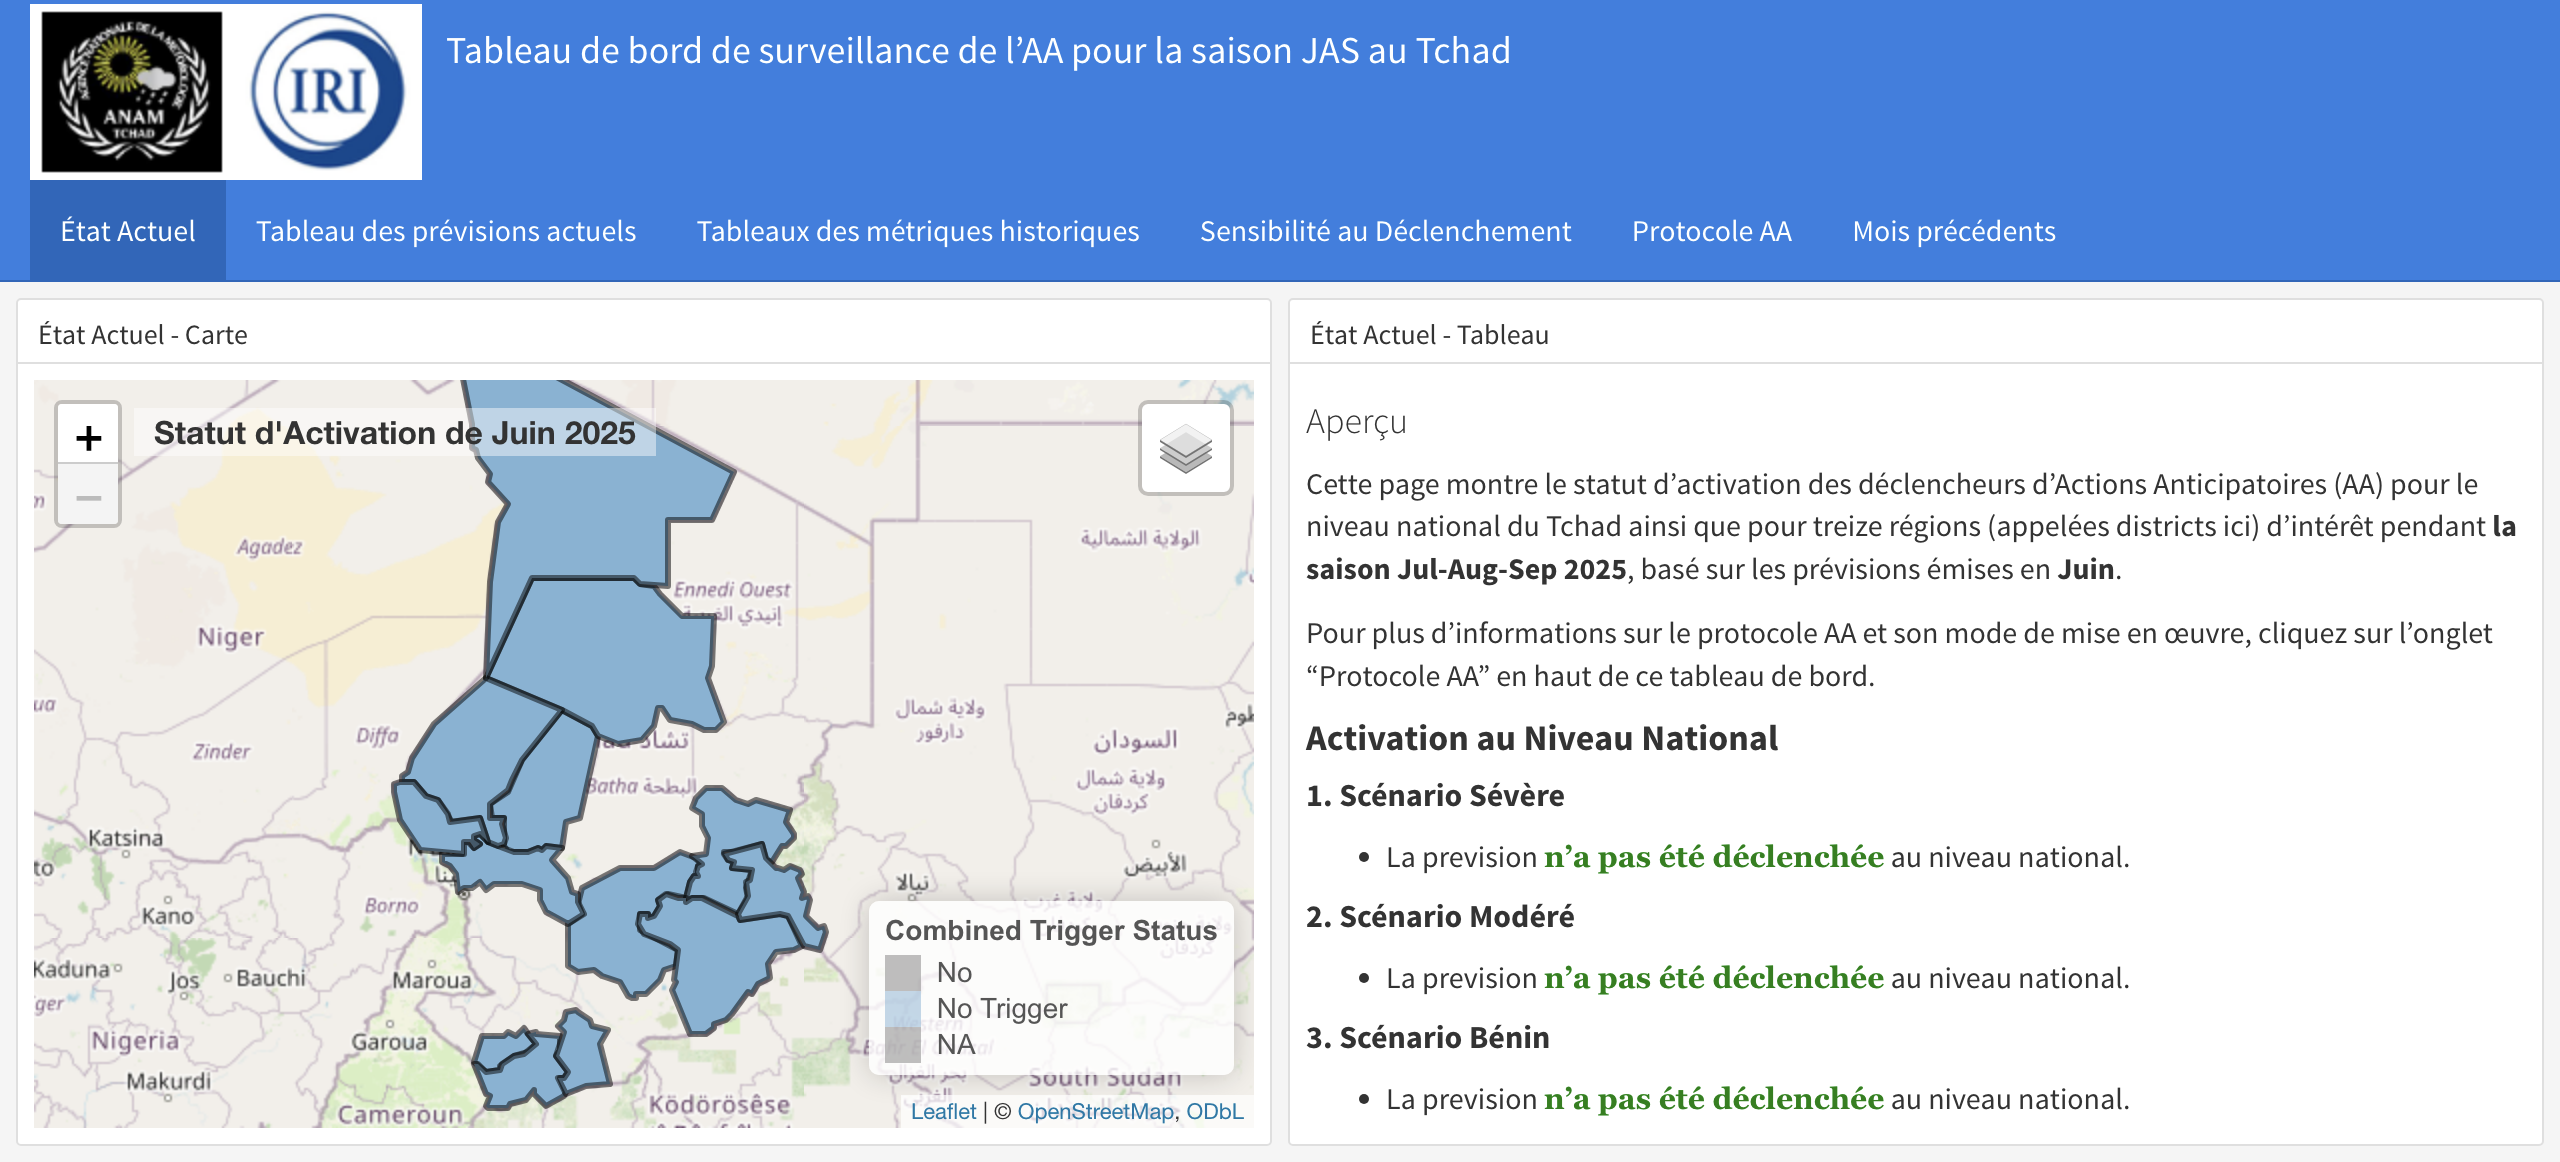 AGENCE NATIONALE DE LA METEOROLOGIE
ANAM
TCHAD
IRI
Tableau de bord de surveillance de l’AA pour la saison JAS au Tchad
État Actuel
Tableau des prévisions actuels
Tableaux des métriques historiques
Sensibilité au Déclenchement
Protocole AA
Mois précédents
État Actuel - Carte
+
−
Statut d'Activation de Juin 2025
Agadez
الولاية الشمالية
Ennedi Ouest
Niger
ولاية شمال
دارفور
Diffa
Zinder
تشاد
السودان
Batha البطحة
ولاية شمال
كردفان
Katsina
الأبيض
نيالا
Kano
Borno
Kaduna
Jos
Bauchi
Maroua
Nigeria
Garoua
Makurdi
Cameroun
Ködörösêse
South Sudan
Combined Trigger Status
No
No Trigger
NA
Leaflet | © OpenStreetMap, ODbL
État Actuel - Tableau
Aperçu
Cette page montre le statut d’activation des déclencheurs d’Actions Anticipatoires (AA) pour le
niveau national du Tchad ainsi que pour treize régions (appelées districts ici) d’intérêt pendant la
saison Jul-Aug-Sep 2025, basé sur les prévisions émises en Juin.
Pour plus d’informations sur le protocole AA et son mode de mise en œuvre, cliquez sur l’onglet
“Protocole AA” en haut de ce tableau de bord.
Activation au Niveau National
1. Scénario Sévère
• La prevision n’a pas été déclenchée au niveau national.
2. Scénario Modéré
• La prevision n’a pas été déclenchée au niveau national.
3. Scénario Bénin
• La prevision n’a pas été déclenchée au niveau national.